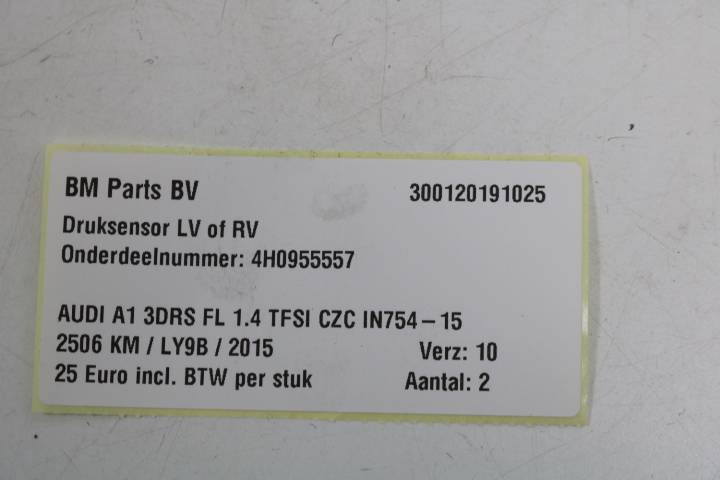 BM Parts BV 300120191025
Druksensor LV of RV
Onderdeelnummer: 4H0955557
AUDI A1 3DRS FL 1.4 TFSI CZC IN754-15
2506 KM / LY9B / 2015 Verz: 10
25 Euro incl. BTW per stuk Aantal: 2